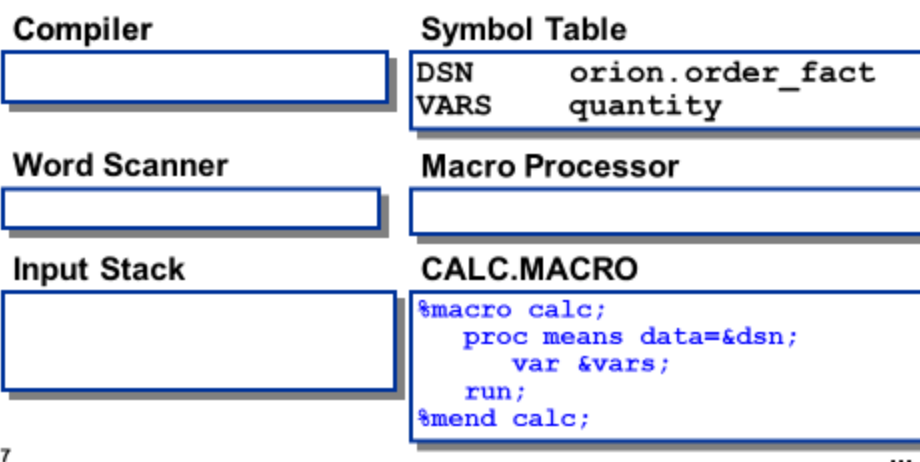 Compiler
Symbol Table
DSN orion.order_fact
VARS quantity
Word Scanner
Macro Processor
Input Stack
CALC.MACRO
%macro calc;
proc means data=&dsn;
var &vars;
run;
%mend calc;
7
...